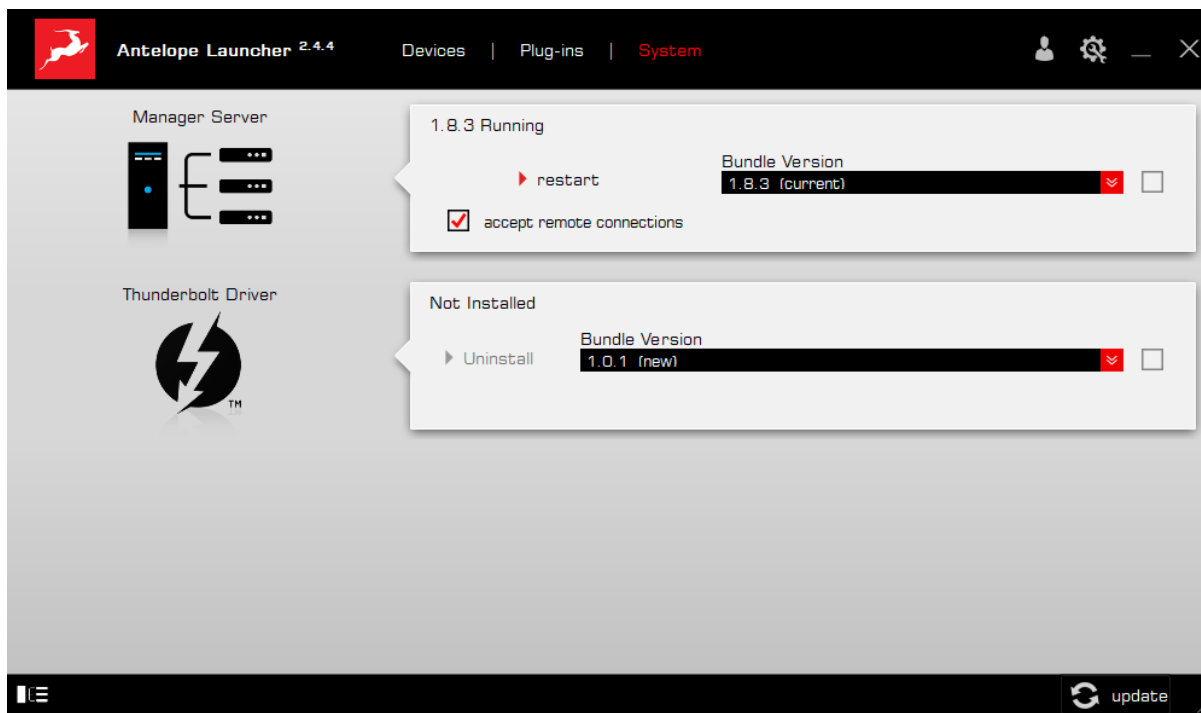 Antelope Launcher 2.4.4
Devices | Plug-ins | System
Manager Server
1.8.3 Running
restart
Bundle Version
1.8.3 (current)
accept remote connections
Thunderbolt Driver
TM
Not Installed
Uninstall
Bundle Version
1.0.1 (new)
update